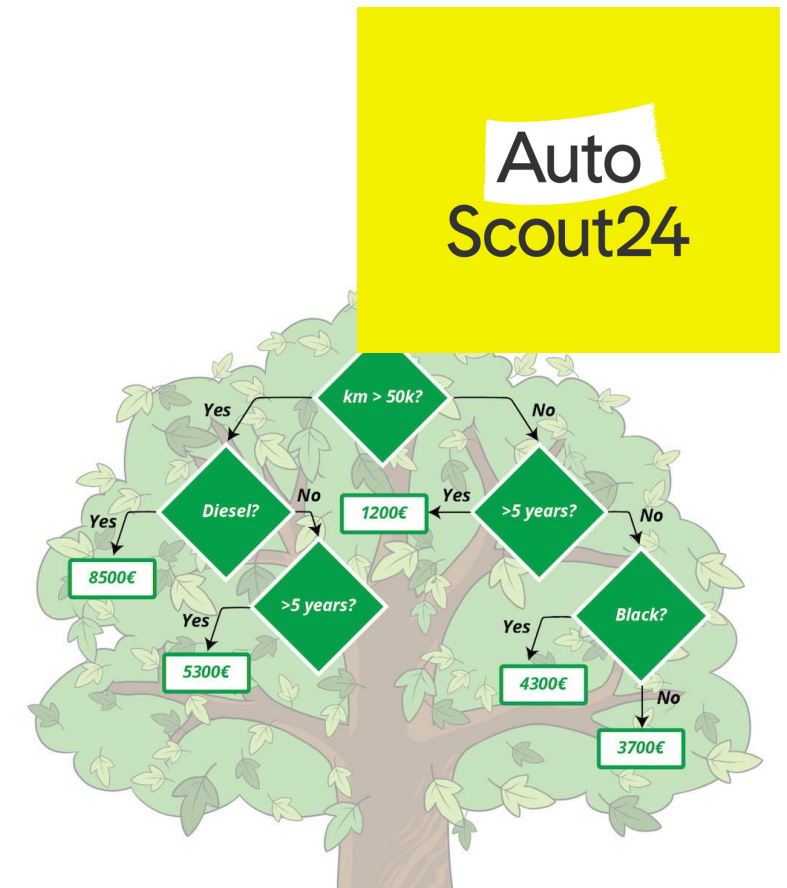 Auto
Scout24
km > 50k?
Yes
No
Diesel?
No
Yes
>5 years?
Yes
1200€
No
Yes
8500€
>5 years?
Yes
5300€
Black?
Yes
4300€
No
3700€